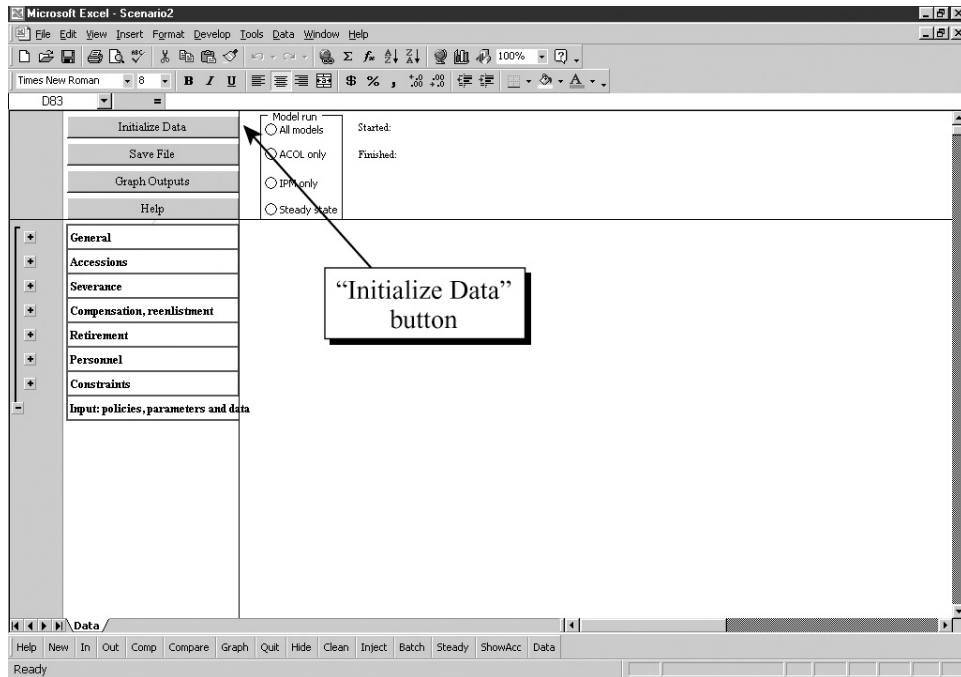 Microsoft Excel - Scenario2
File Edit View Insert Format Develop Tools Data Window Help
100%
Times New Roman 8 B I U $ % ,
D83 =
Initialize Data
Save File
Graph Outputs
Help
Model run
All models
ACOL only
IPM only
Steady state
Started:
Finished:
General
Accessions
Severance
Compensation, reenlistment
Retirement
Personnel
Constraints
Input: policies, parameters and data
“Initialize Data”
button
Data
Help New In Out Comp Compare Graph Quit Hide Clean Inject Batch Steady ShowAcc Data
Ready